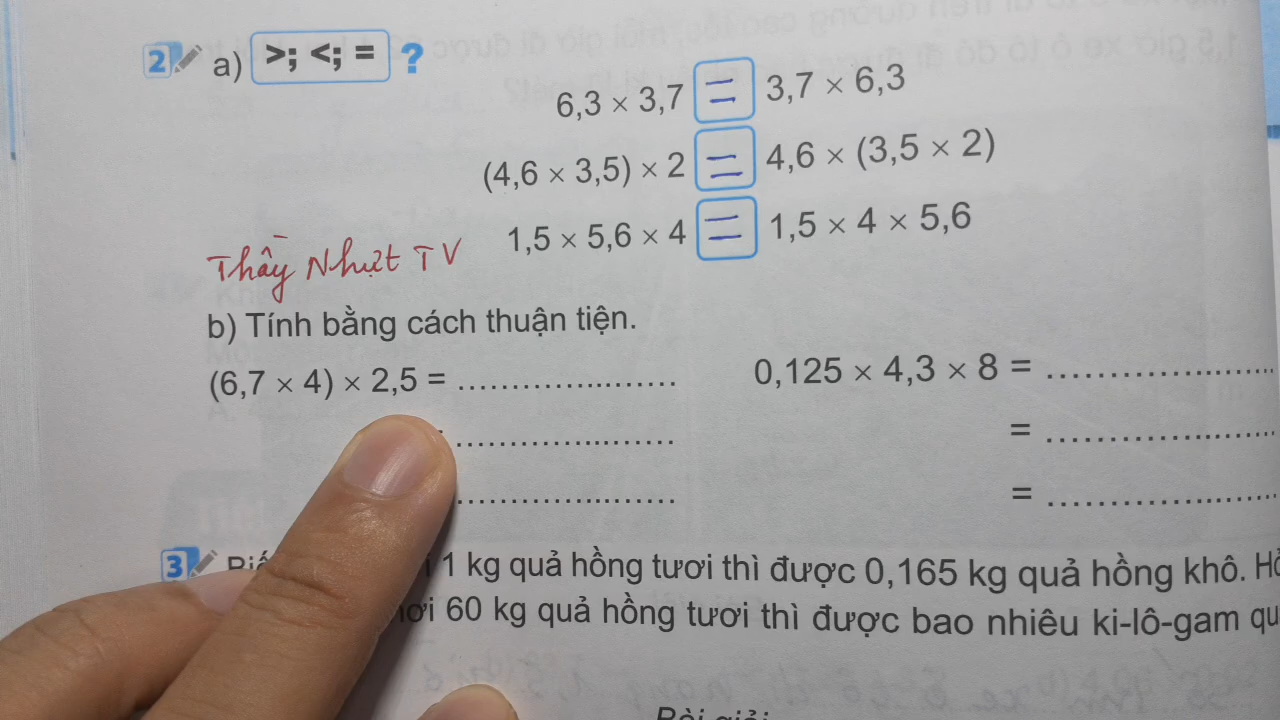 2 a) >; <; = ?
6,3 × 3,7 = 3,7 × 6,3
(4,6 × 3,5) × 2 = 4,6 × (3,5 × 2)
1,5 × 5,6 × 4 = 1,5 × 4 × 5,6
Thầy Nhựt TV
b) Tính bằng cách thuận tiện.
(6,7 × 4) × 2,5 = ........................ 0,125 × 4,3 × 8 = ........................
= ........................ = ........................
........................ = ........................
3 1 kg quả hồng tươi thì được 0,165 kg quả hồng khô.
60 kg quả hồng tươi thì được bao nhiêu ki-lô-gam
Bài giải